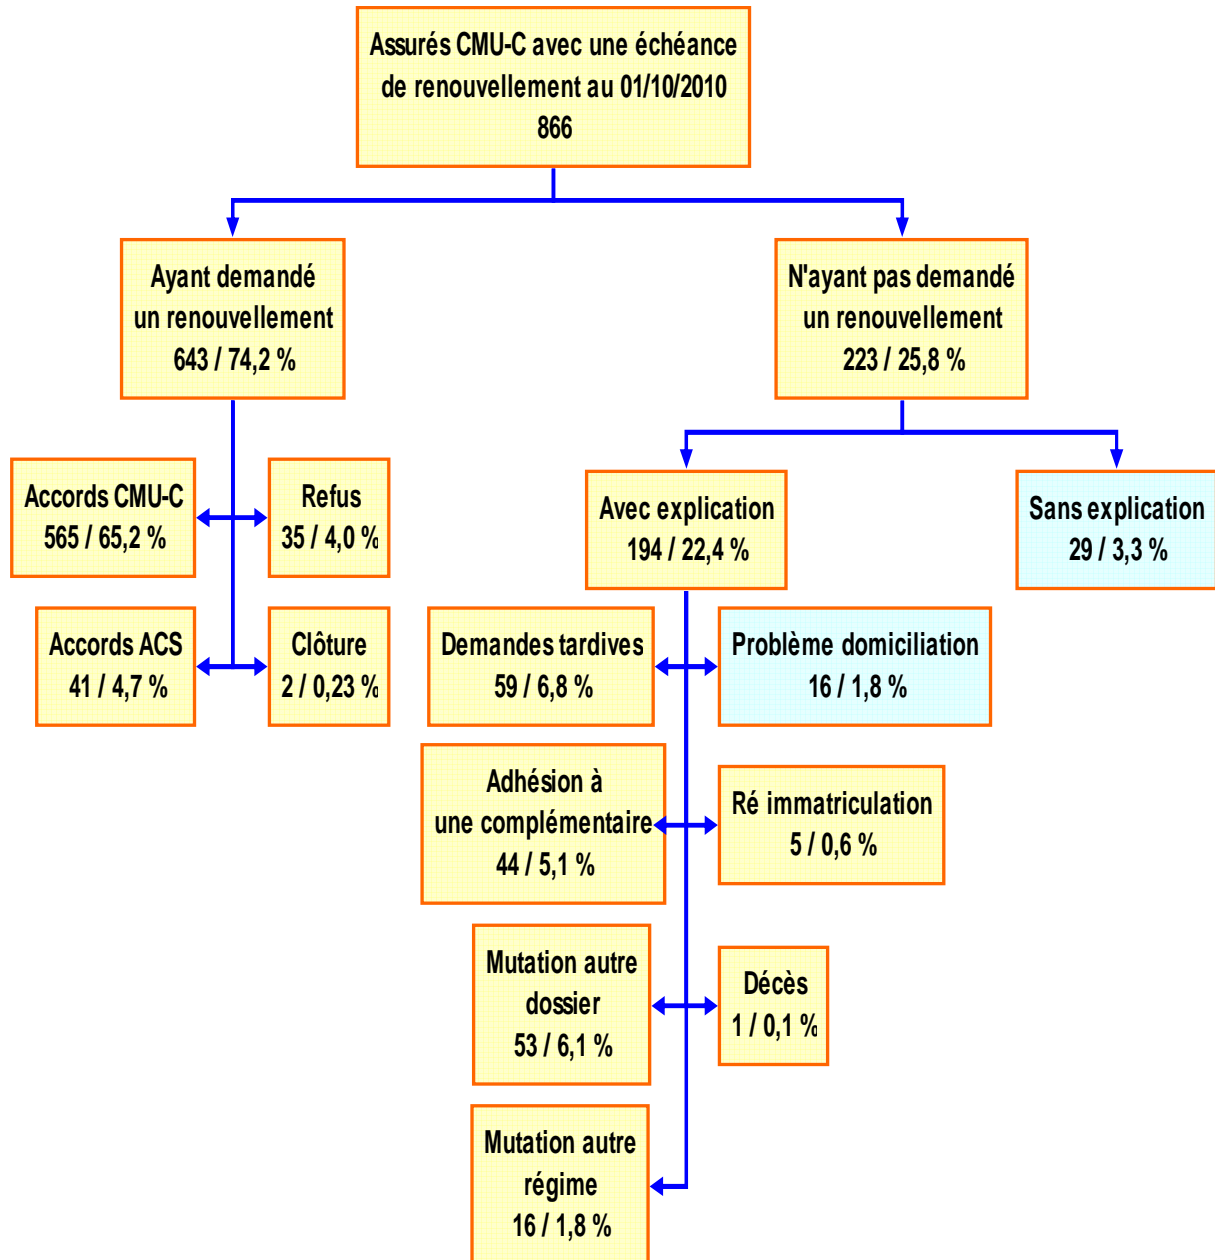 Assurés CMU-C avec une échéance
de renouvellement au 01/10/2010
866
Ayant demandé
un renouvellement
643 / 74,2 %
N'ayant pas demandé
un renouvellement
223 / 25,8 %
Accords CMU-C
565 / 65,2 %
Refus
35 / 4,0 %
Accords ACS
41 / 4,7 %
Clôture
2 / 0,23 %
Avec explication
194 / 22,4 %
Sans explication
29 / 3,3 %
Demandes tardives
59 / 6,8 %
Problème domiciliation
16 / 1,8 %
Adhésion à
une complémentaire
44 / 5,1 %
Ré immatriculation
5 / 0,6 %
Mutation autre
dossier
53 / 6,1 %
Décès
1 / 0,1 %
Mutation autre
régime
16 / 1,8 %